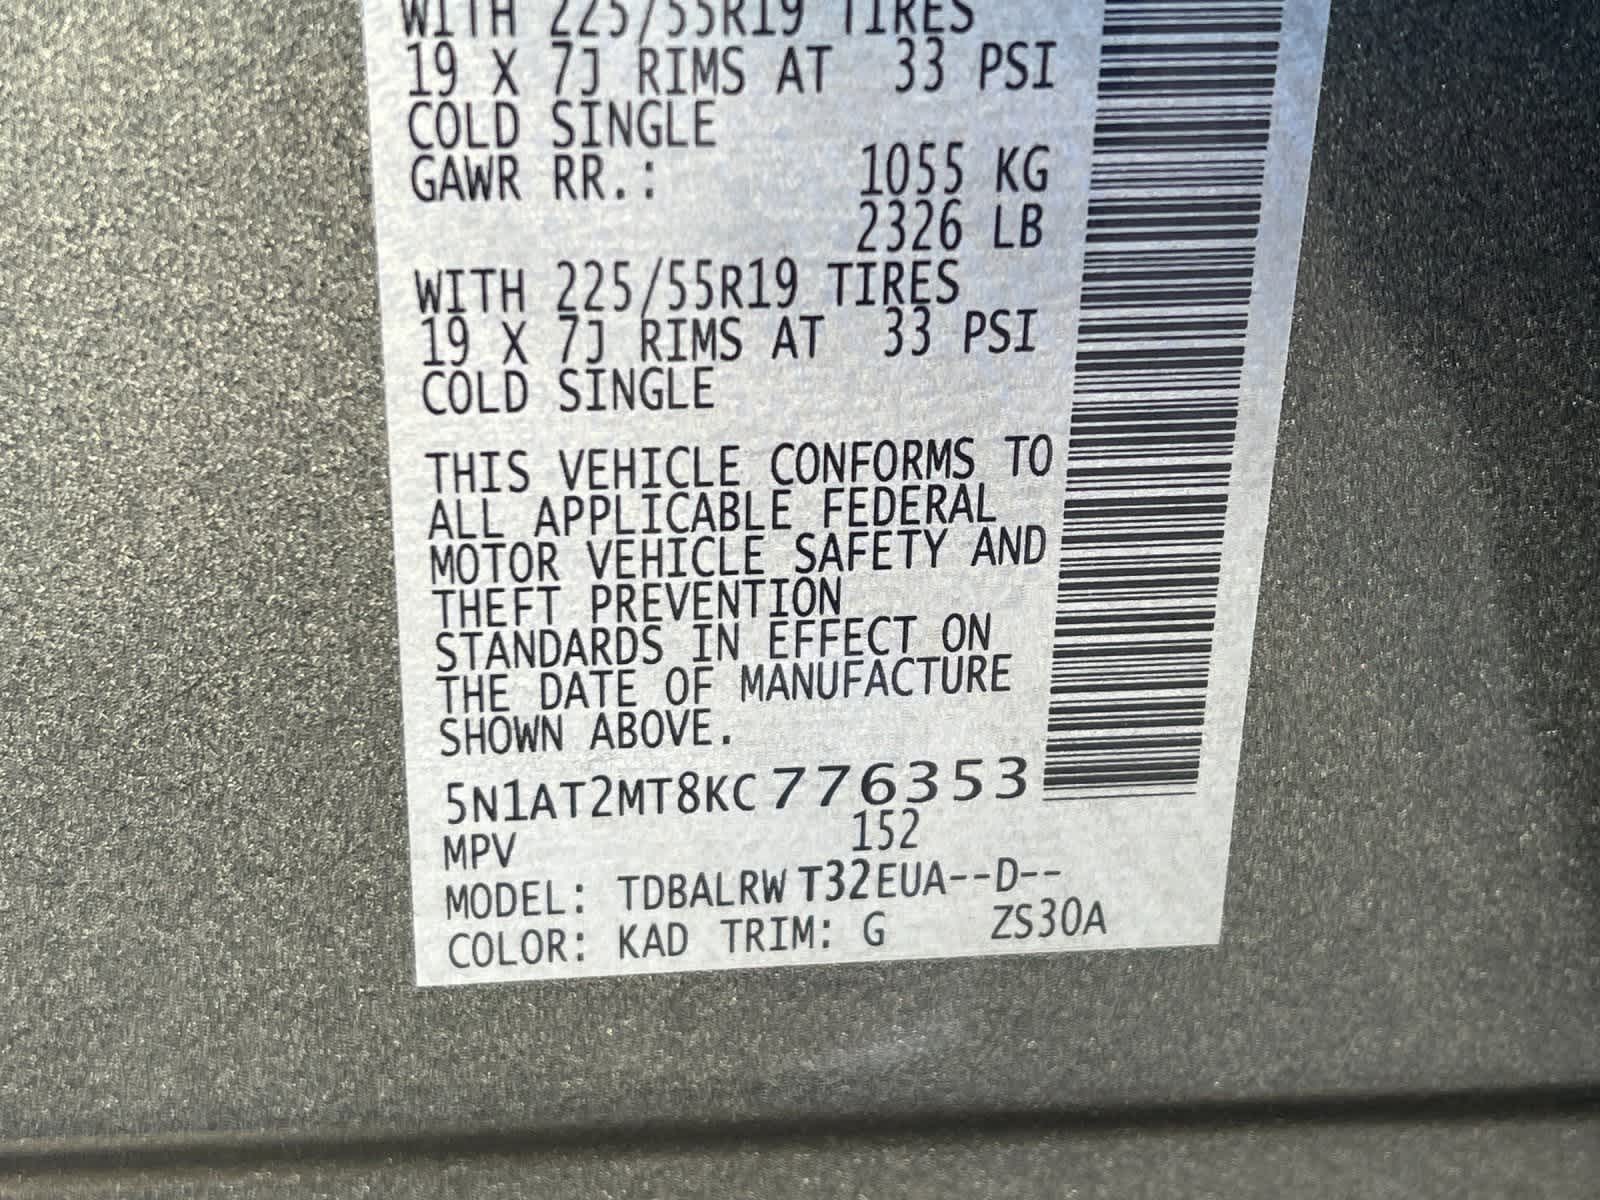 WITH 225/55R19 TIRES
19 X 7J RIMS AT 33 PSI
COLD SINGLE
GAWR RR.: 1055 KG
2326 LB
WITH 225/55R19 TIRES
19 X 7J RIMS AT 33 PSI
COLD SINGLE
THIS VEHICLE CONFORMS TO
ALL APPLICABLE FEDERAL
MOTOR VEHICLE SAFETY AND
THEFT PREVENTION
STANDARDS IN EFFECT ON
THE DATE OF MANUFACTURE
SHOWN ABOVE.
5N1AT2MT8KC776353
MPV 152
MODEL: TDBALRW T32EUA--D--
COLOR: KAD TRIM: G ZS30A